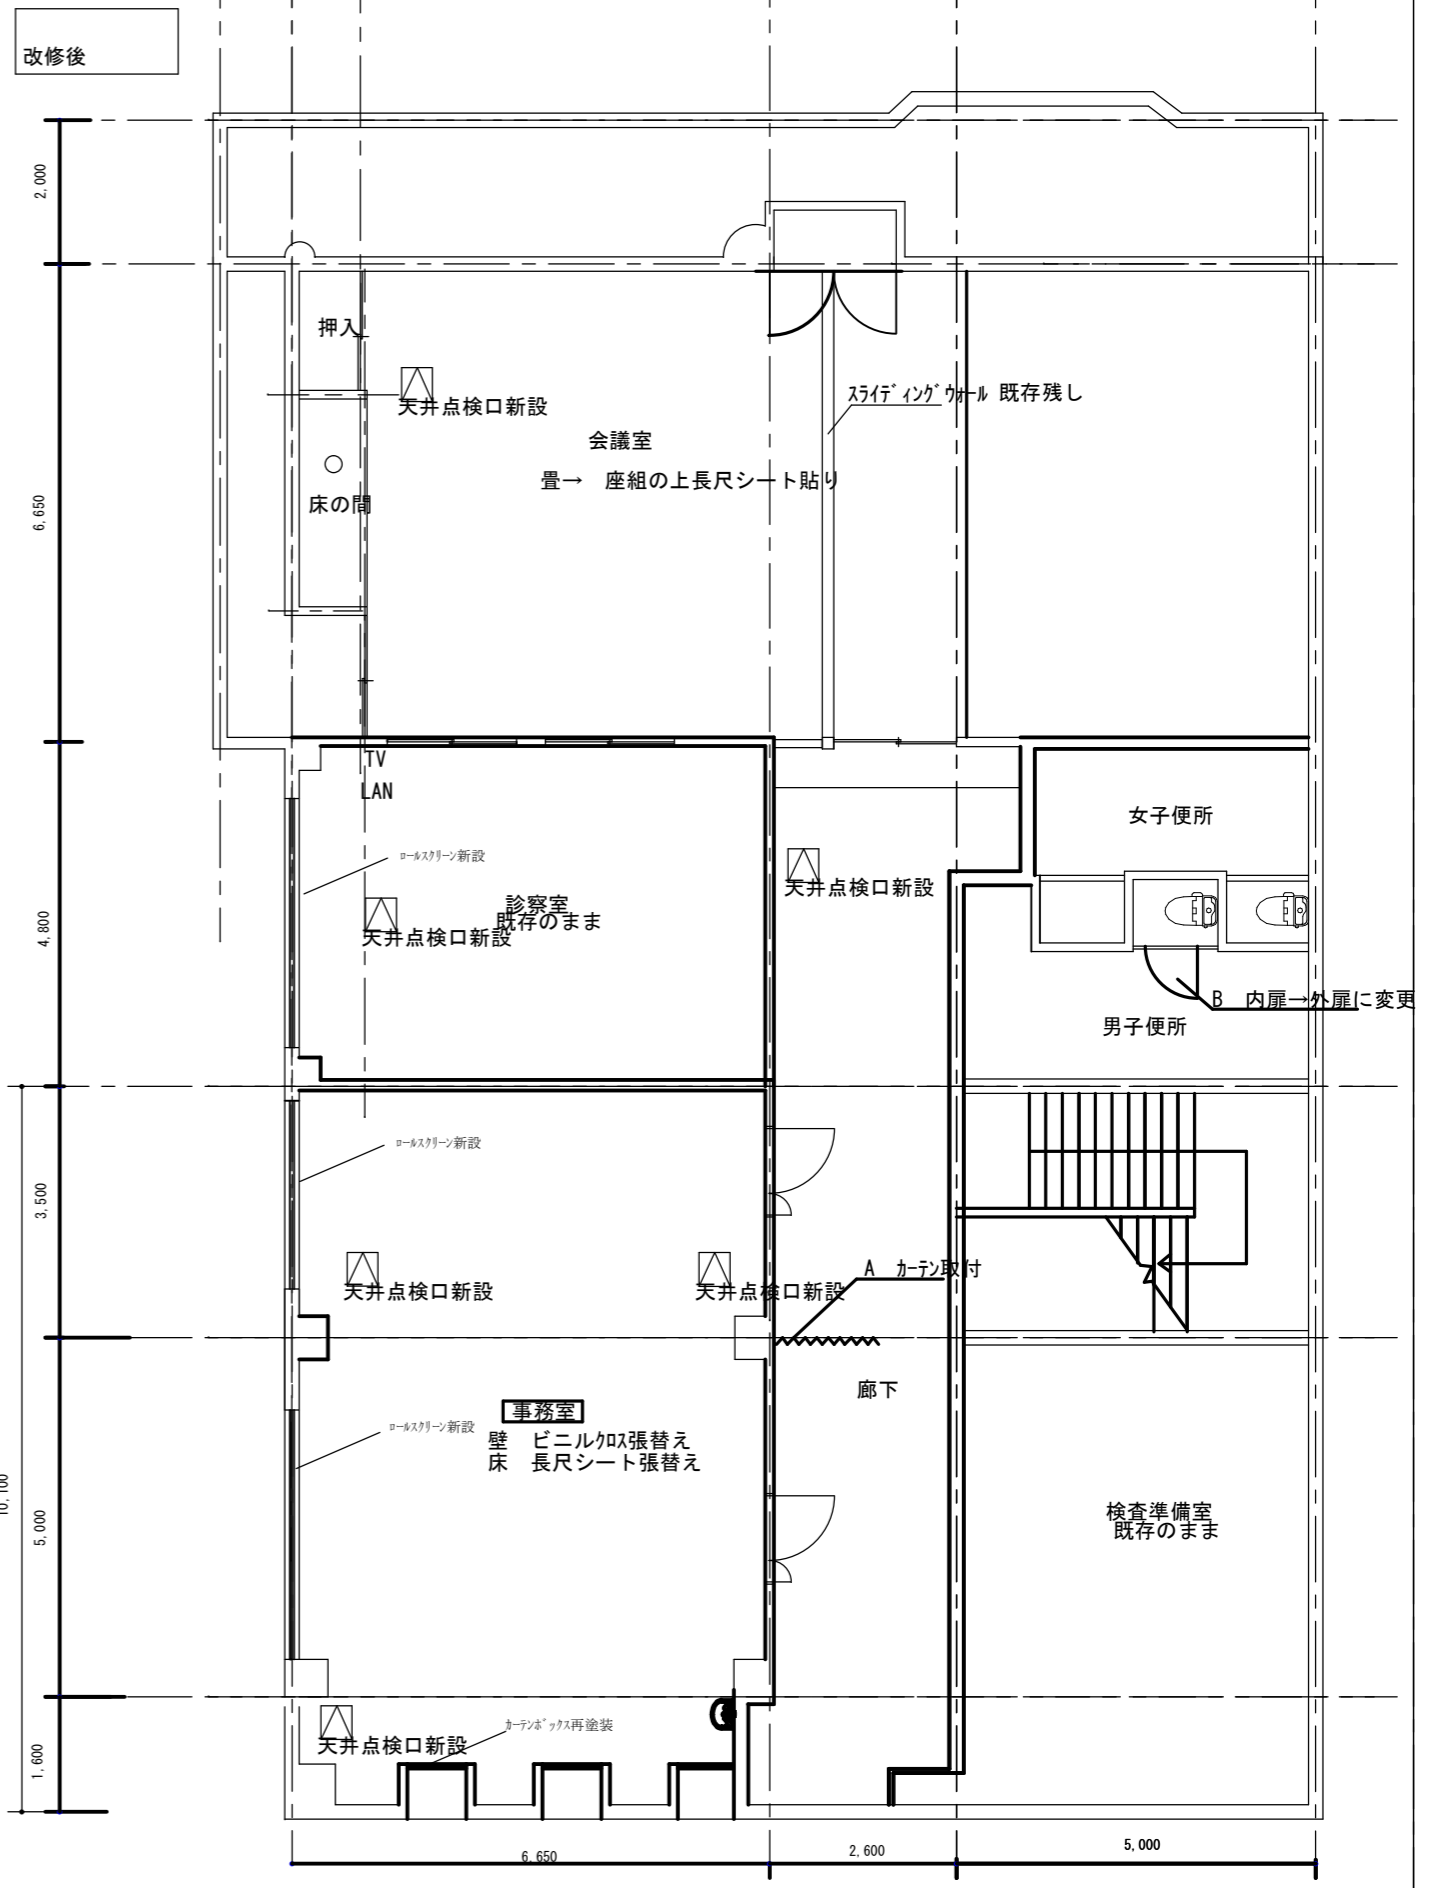 改修後
2,000
押入
天井点検口新設
スライディングウォール 既存残し
会議室
畳→ 座組の上長尺シート貼り
床の間
6,650
TV
LAN
女子便所
ロールスクリーン新設
天井点検口新設
診察室
既存のまま
天井点検口新設
4,800
B 内扉→外扉に変更
男子便所
ロールスクリーン新設
3,500
天井点検口新設
天井点検口新設
A カーテン取付
廊下
事務室
ロールスクリーン新設
壁 ビニルクロス張替え
床 長尺シート張替え
10,100
5,000
検査準備室
既存のまま
カーテンボックス再塗装
天井点検口新設
1,600
6,650
2,600
5,000